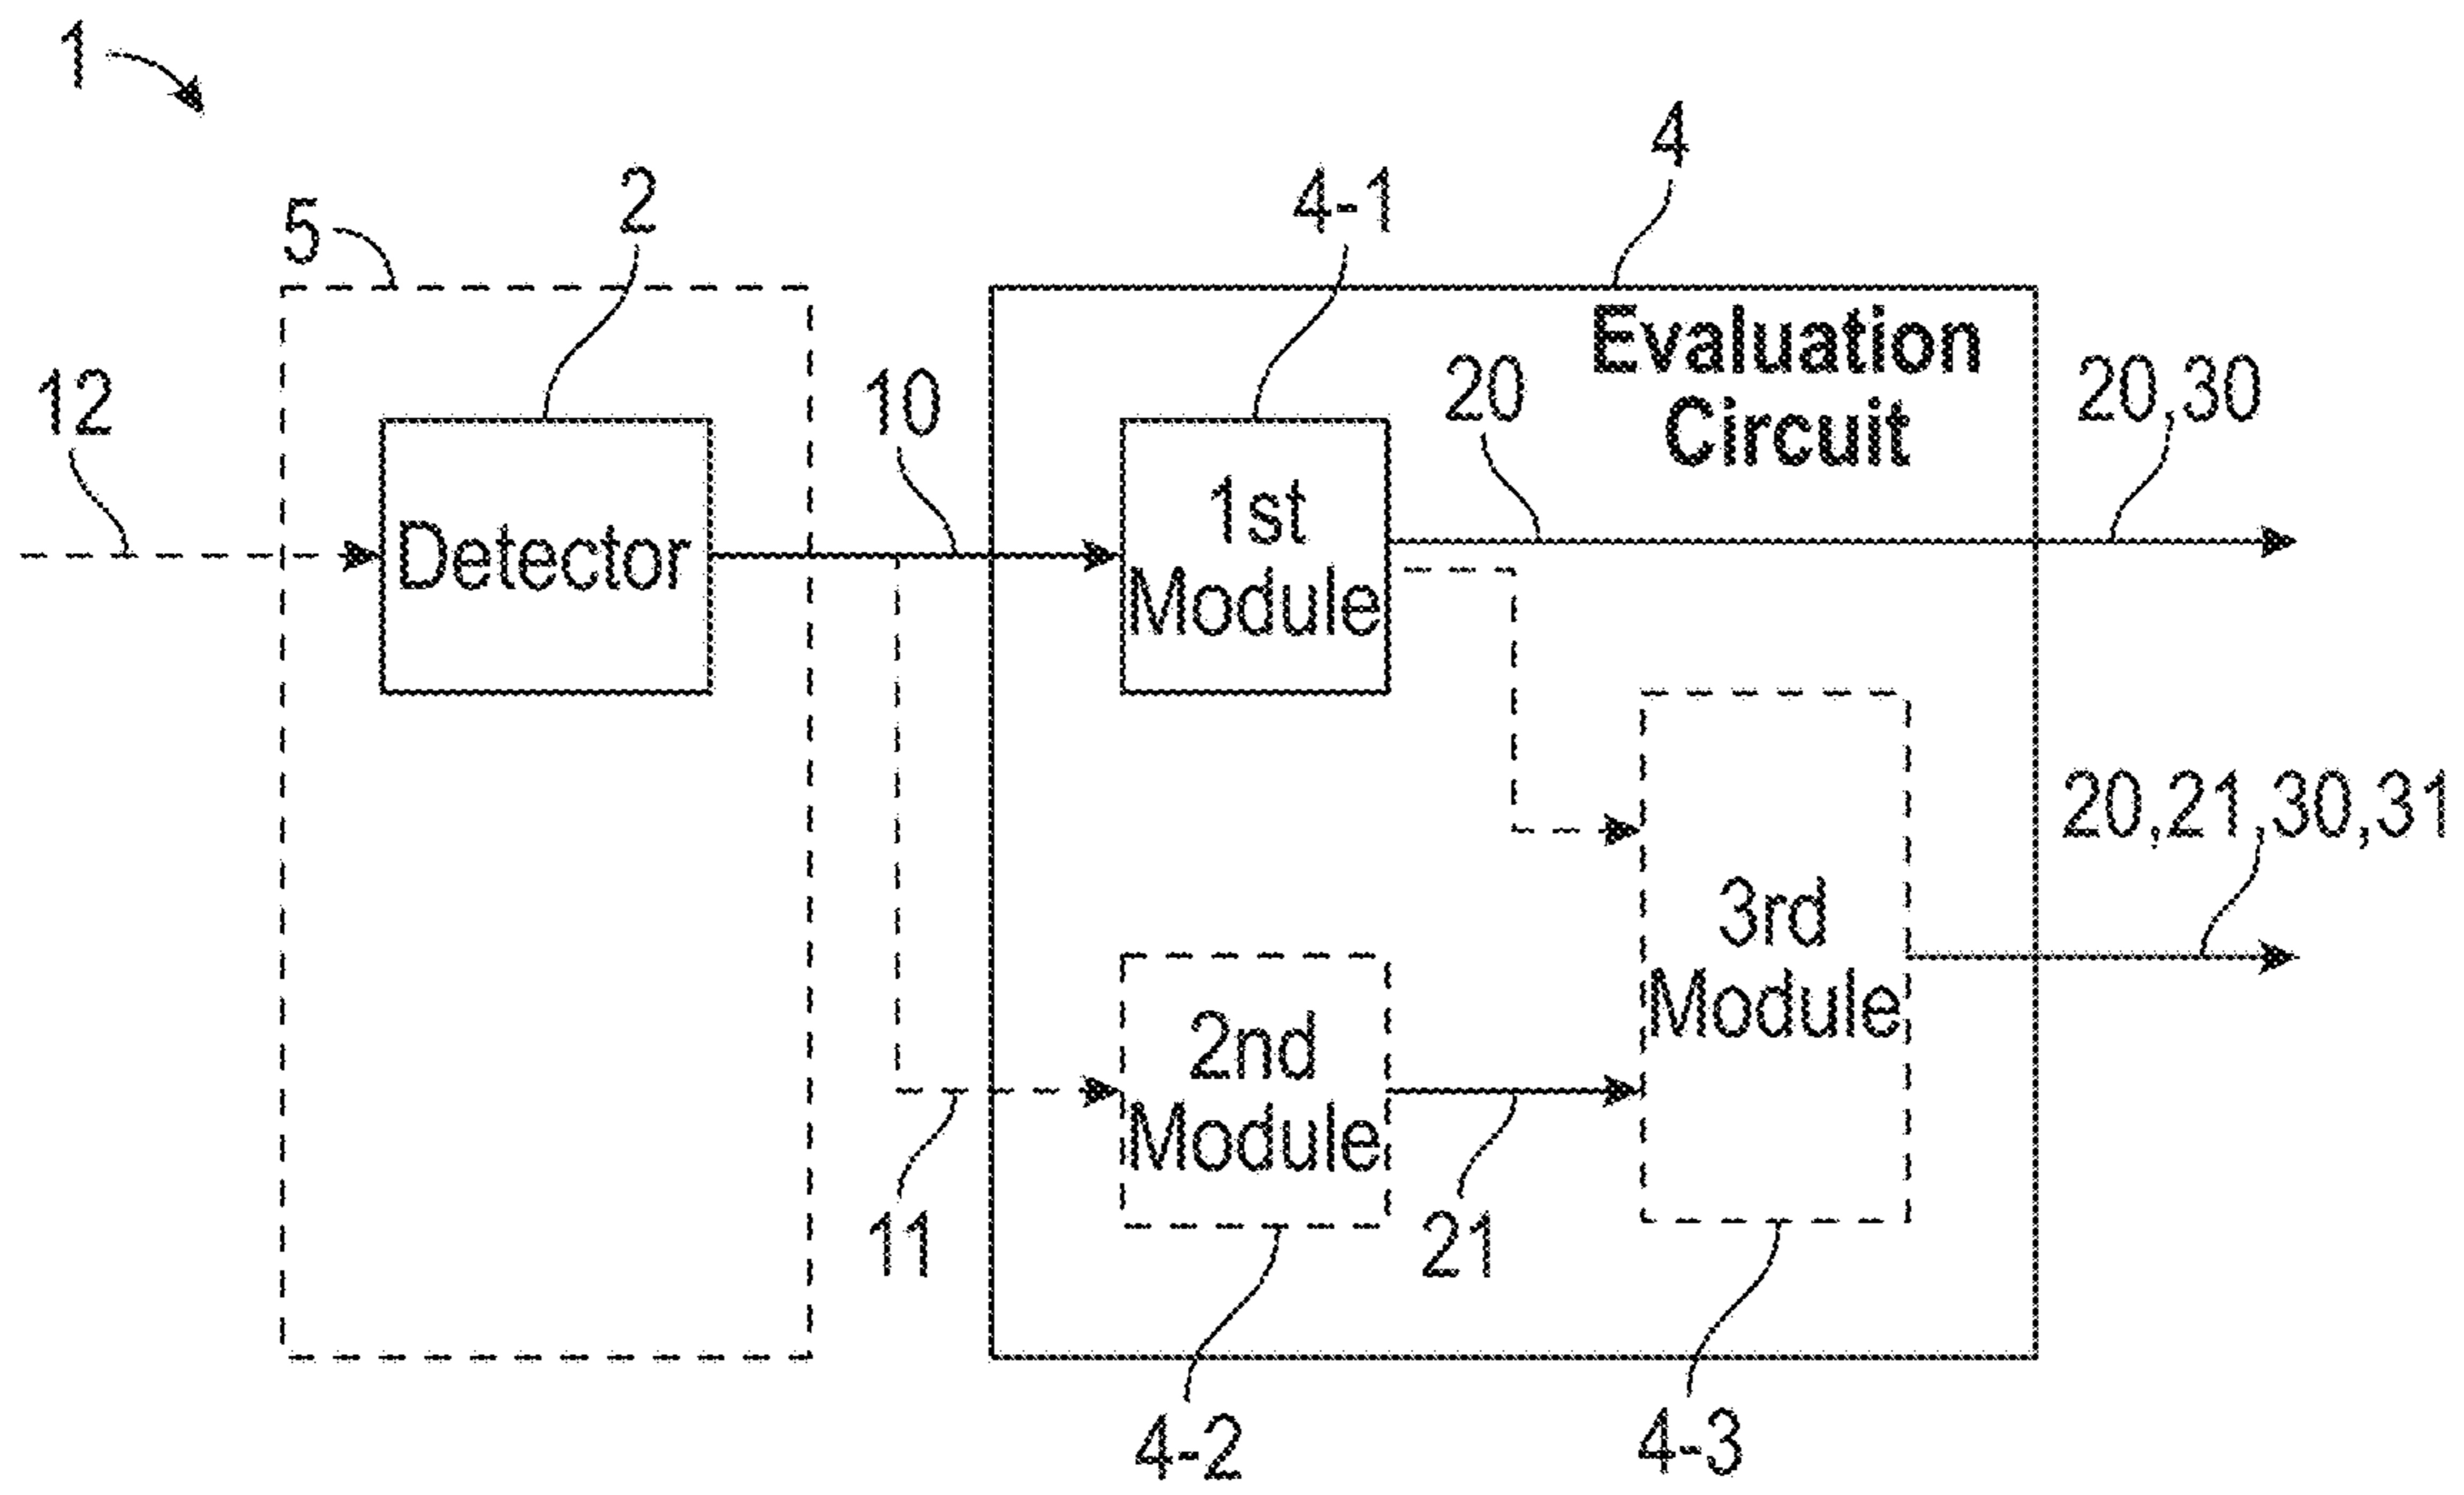 1
4
2
4-1
5
Evaluation
12
10
20
20,30
Circuit
1st
Detector
Module
20,21,30,31
3rd
Module
2nd
Module
11
21
4-2
4-3